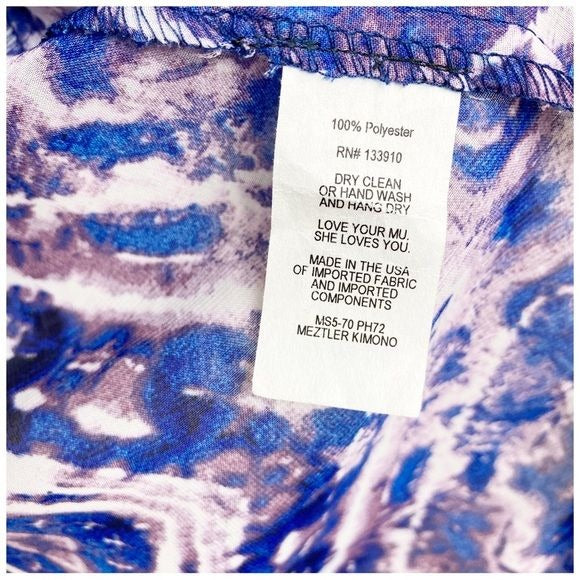 100% Polyester
RN# 133910
DRY CLEAN
OR HAND WASH
AND HANG DRY
LOVE YOUR MU.
SHE LOVES YOU.
MADE IN THE USA
OF IMPORTED FABRIC
AND IMPORTED
COMPONENTS
MS5-70 PH72
MEZTLER KIMONO